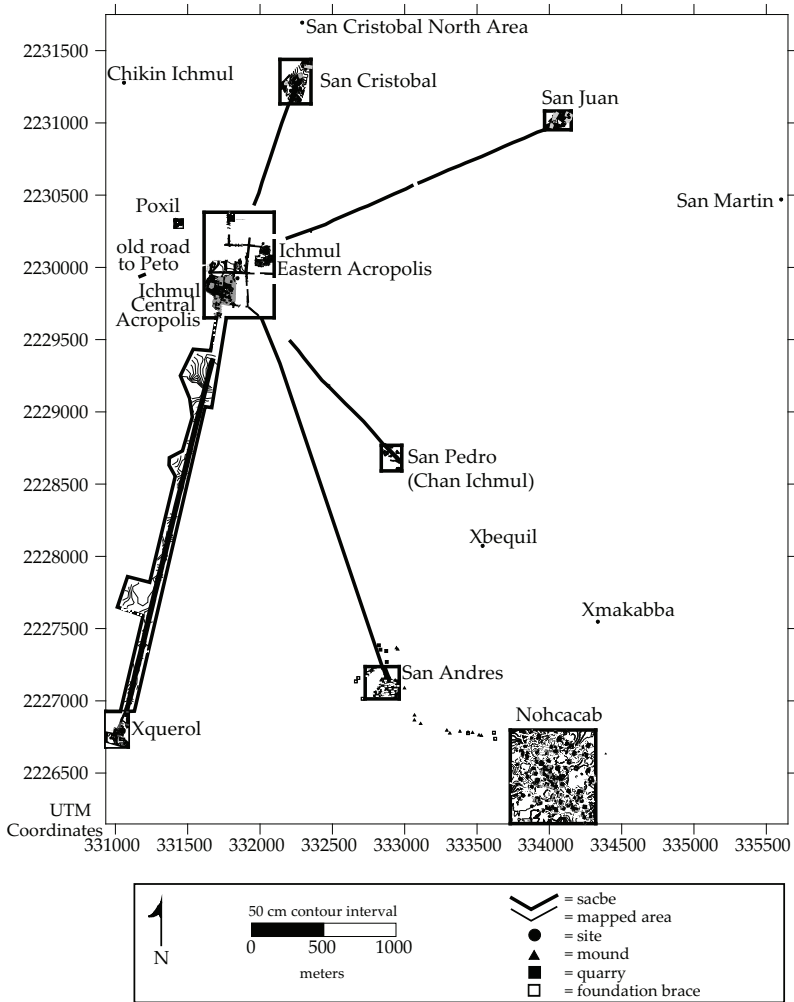 San Cristobal North Area
2231500
Chikin Ichmul
San Cristobal
San Juan
2231000
2230500
San Martin
Poxil
old road
to Peto
Ichmul
Eastern Acropolis
2230000
Ichmul
Central
Acropolis
2229500
2229000
San Pedro
(Chan Ichmul)
2228500
Xbequil
2228000
Xmakabba
2227500
San Andres
2227000
Nohcacab
Xquerol
2226500
UTM
Coordinates
331000 331500 332000 332500 333000 333500 334000 334500 335000 335500
N
50 cm contour interval
0 500 1000
meters
= sacbe
= mapped area
= site
= mound
= quarry
= foundation brace